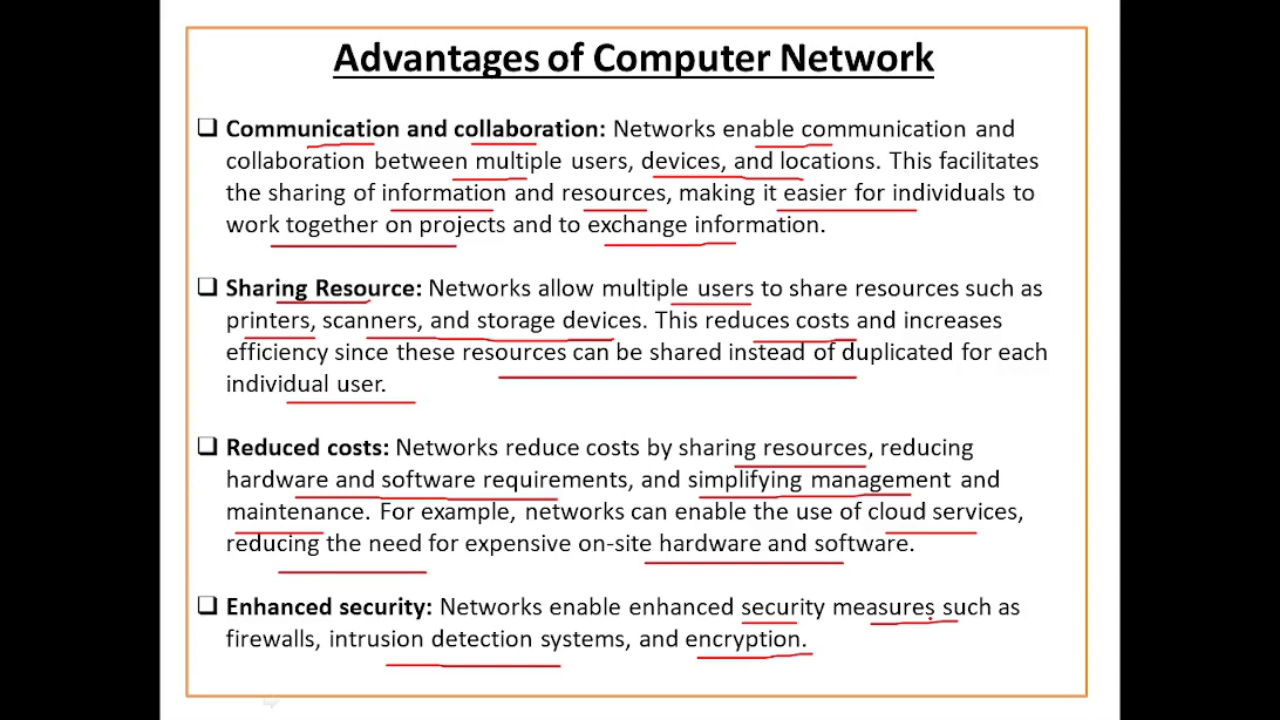 Advantages of Computer Network
❑ Communication and collaboration: Networks enable communication and
collaboration between multiple users, devices, and locations. This facilitates
the sharing of information and resources, making it easier for individuals to
work together on projects and to exchange information.
❑ Sharing Resource: Networks allow multiple users to share resources such as
printers, scanners, and storage devices. This reduces costs and increases
efficiency since these resources can be shared instead of duplicated for each
individual user.
❑ Reduced costs: Networks reduce costs by sharing resources, reducing
hardware and software requirements, and simplifying management and
maintenance. For example, networks can enable the use of cloud services,
reducing the need for expensive on-site hardware and software.
❑ Enhanced security: Networks enable enhanced security measures such as
firewalls, intrusion detection systems, and encryption.